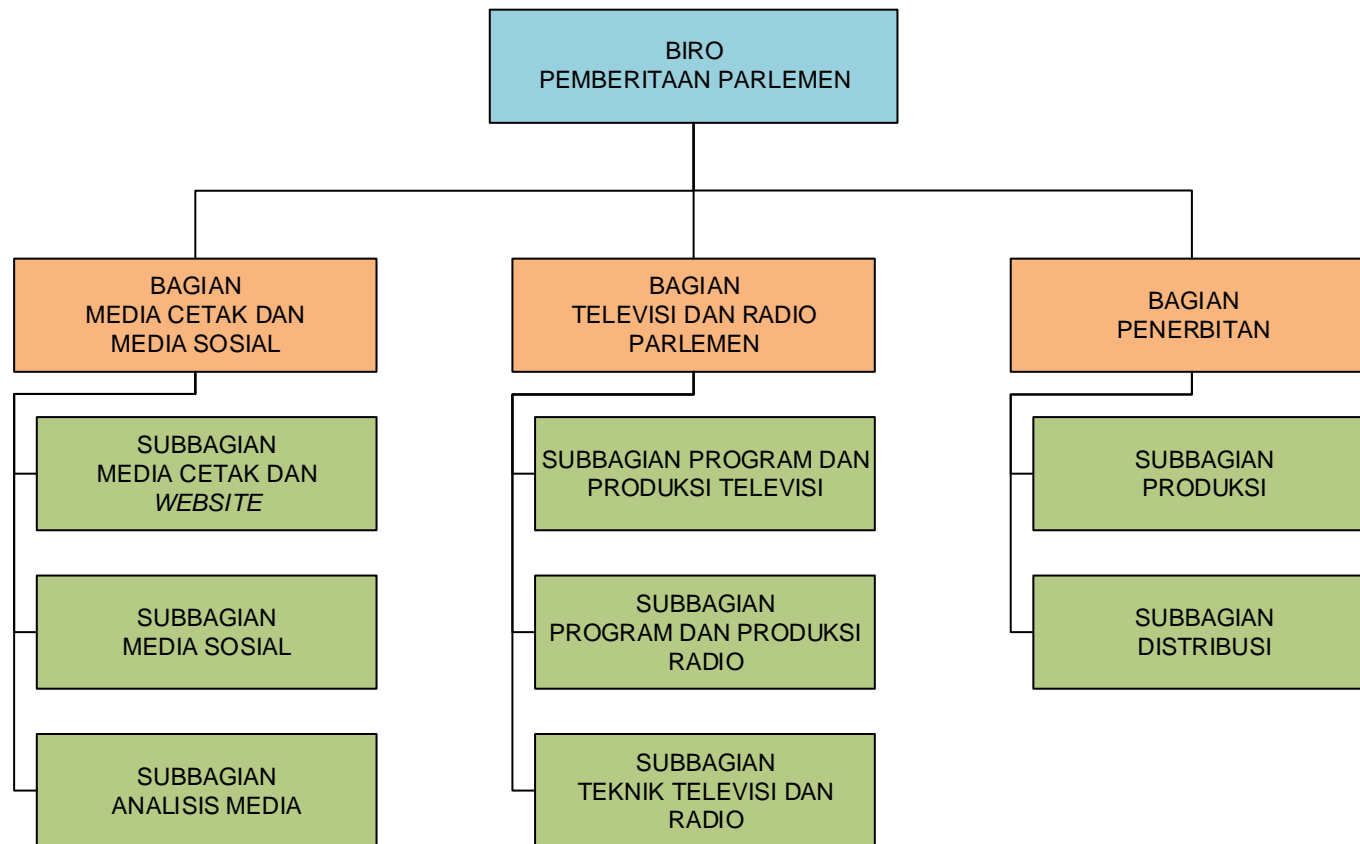 BIRO
PEMBERITAAN PARLEMEN
BAGIAN
MEDIA CETAK DAN
MEDIA SOSIAL
BAGIAN
TELEVISI DAN RADIO
PARLEMEN
BAGIAN
PENERBITAN
SUBBAGIAN
MEDIA CETAK DAN
WEBSITE
SUBBAGIAN PROGRAM DAN
PRODUKSI TELEVISI
SUBBAGIAN
PRODUKSI
SUBBAGIAN
MEDIA SOSIAL
SUBBAGIAN
PROGRAM DAN PRODUKSI
RADIO
SUBBAGIAN
DISTRIBUSI
SUBBAGIAN
ANALISIS MEDIA
SUBBAGIAN
TEKNIK TELEVISI DAN
RADIO